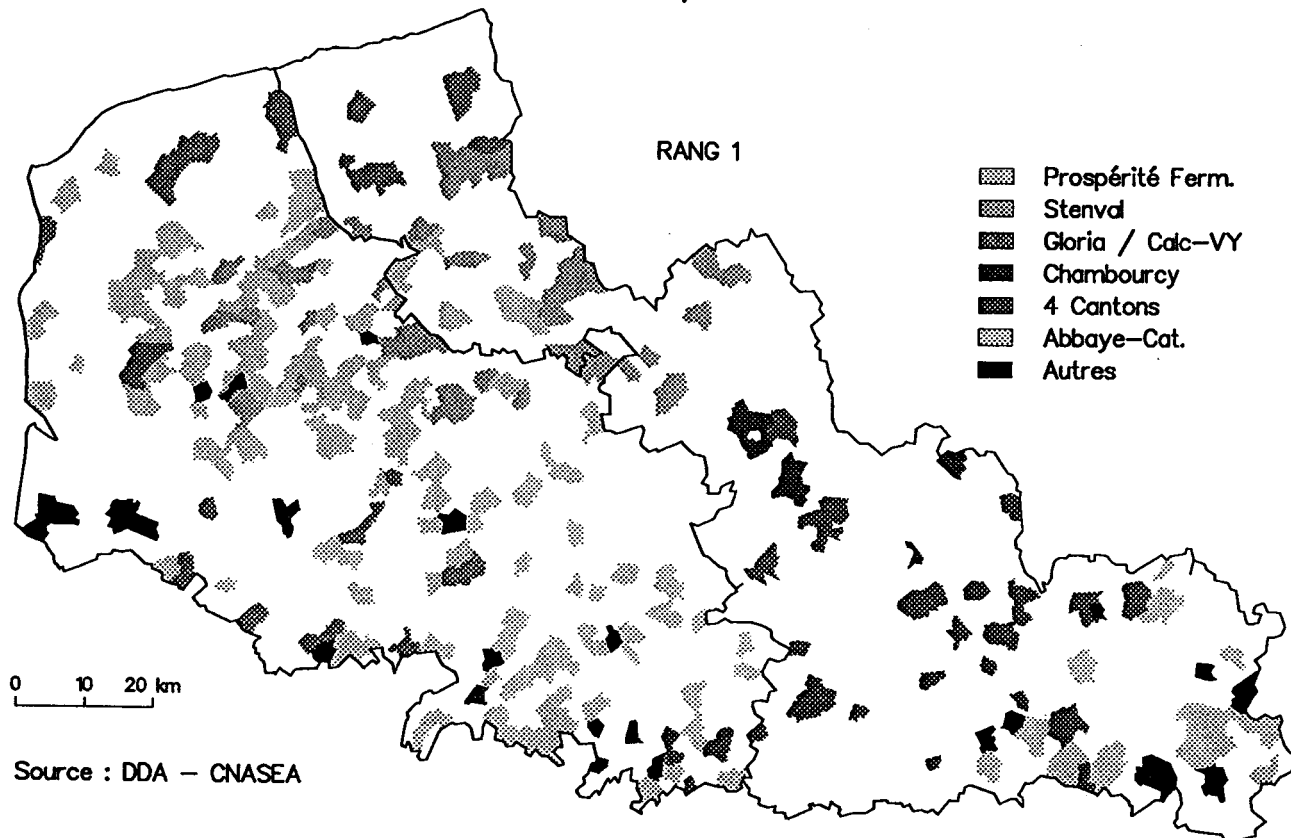 RANG 1
Prospérité Ferm.
Stenval
Gloria / Calc-VY
Chambourcy
4 Cantons
Abbaye-Cat.
Autres
0 10 20 km
Source : DDA - CNASEA